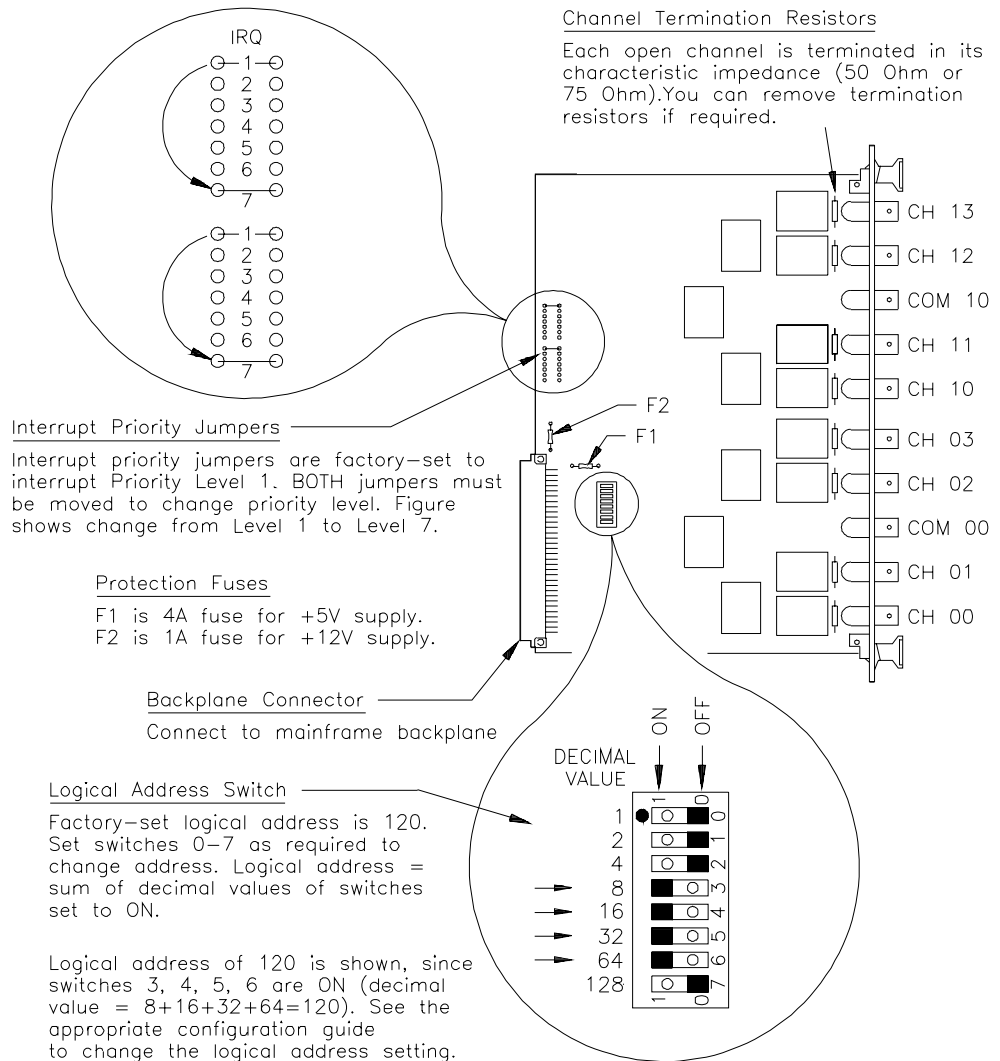 IRQ
1
2
3
4
5
6
7
1
2
3
4
5
6
7
Channel Termination Resistors
Each open channel is terminated in its
characteristic impedance (50 Ohm or
75 Ohm).You can remove termination
resistors if required.
CH 13
CH 12
COM 10
CH 11
CH 10
CH 03
CH 02
COM 00
CH 01
CH 00
F2
F1
Interrupt Priority Jumpers
Interrupt priority jumpers are factory-set to
interrupt Priority Level 1. BOTH jumpers must
be moved to change priority level. Figure
shows change from Level 1 to Level 7.
Protection Fuses
F1 is 4A fuse for +5V supply.
F2 is 1A fuse for +12V supply.
Backplane Connector
Connect to mainframe backplane
Logical Address Switch
Factory-set logical address is 120.
Set switches 0-7 as required to
change address. Logical address =
sum of decimal values of switches
set to ON.
Logical address of 120 is shown, since
switches 3, 4, 5, 6 are ON (decimal
value = 8+16+32+64=120). See the
appropriate configuration guide
to change the logical address setting.
ON OFF
DECIMAL
VALUE
1 0
1 0
2 1
4 2
8 3
16 4
32 5
64 6
128 7
1 0